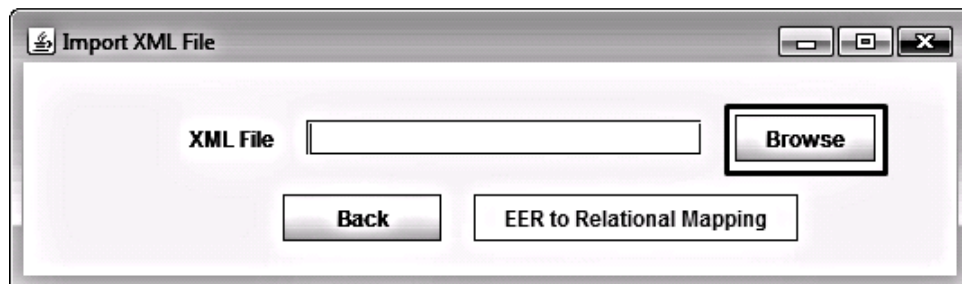 Import XML File
XML File Browse
Back EER to Relational Mapping